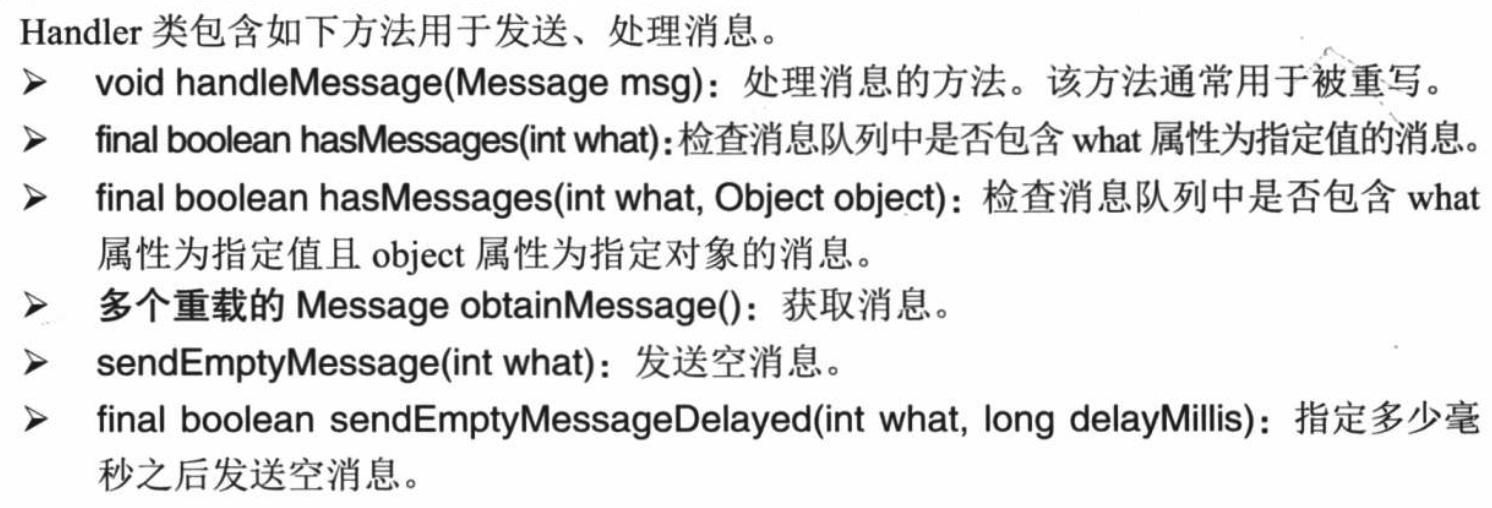 Handler 类包含如下方法用于发送、处理消息。
➢ void handleMessage(Message msg)：处理消息的方法。该方法通常用于被重写。
➢ final boolean hasMessages(int what)：检查消息队列中是否包含 what 属性为指定值的消息。
➢ final boolean hasMessages(int what, Object object)：检查消息队列中是否包含 what
属性为指定值且 object 属性为指定对象的消息。
➢ 多个重载的 Message obtainMessage()：获取消息。
➢ sendEmptyMessage(int what)：发送空消息。
➢ final boolean sendEmptyMessageDelayed(int what, long delayMillis)：指定多少毫
秒之后发送空消息。